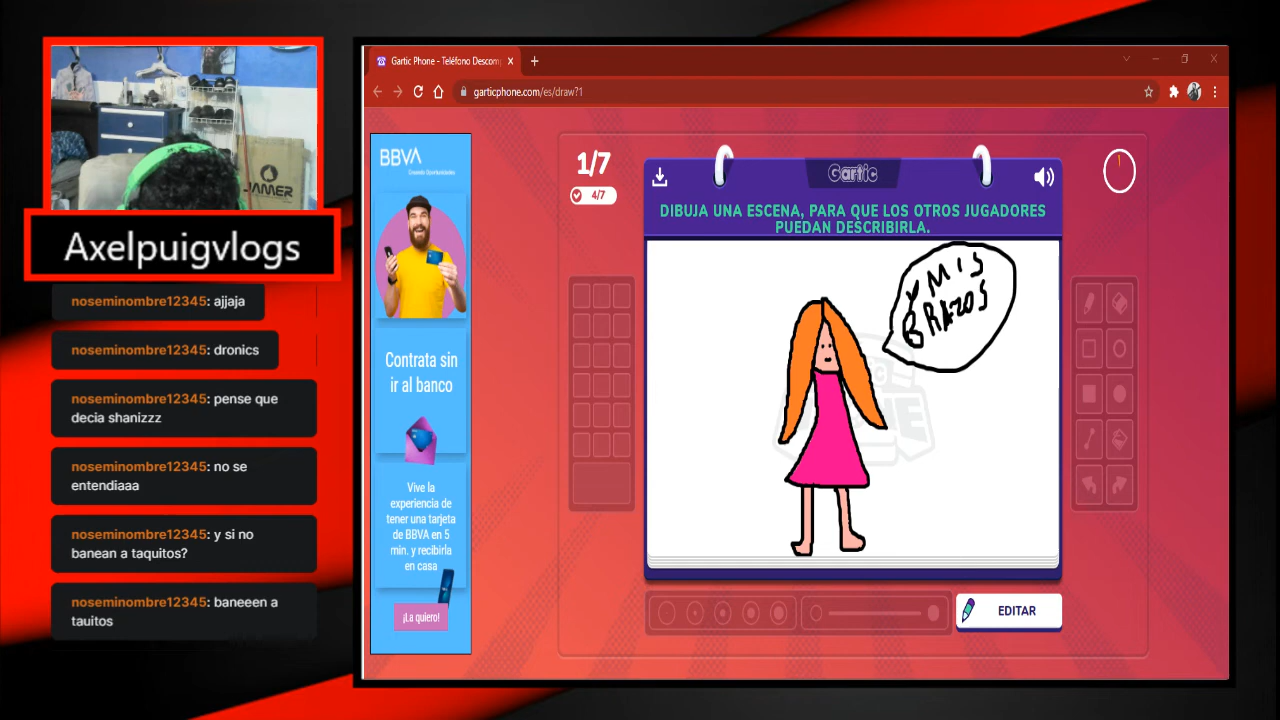 JAMER
Axelpuigvlogs
noseminombre12345: ajjaja
noseminombre12345: dronics
noseminombre12345: pense que
decia shanizzz
noseminombre12345: no se
entendiaaa
noseminombre12345: y si no
banean a taquitos?
noseminombre12345: baneeen a
tauitos
Gartic Phone - Teléfono Descom
garticphone.com/es/draw?1
BBVA
Creando Oportunidades
Contrata sin
ir al banco
Vive la
experiencia de
tener una tarjeta
de BBVA en 5
min. y recibirla
en casa
¡La quiero!
1/7
4/7
Gartic
DIBUJA UNA ESCENA, PARA QUE LOS OTROS JUGADORES
PUEDAN DESCRIBIRLA.
Y MIS
BRAZOS
EDITAR